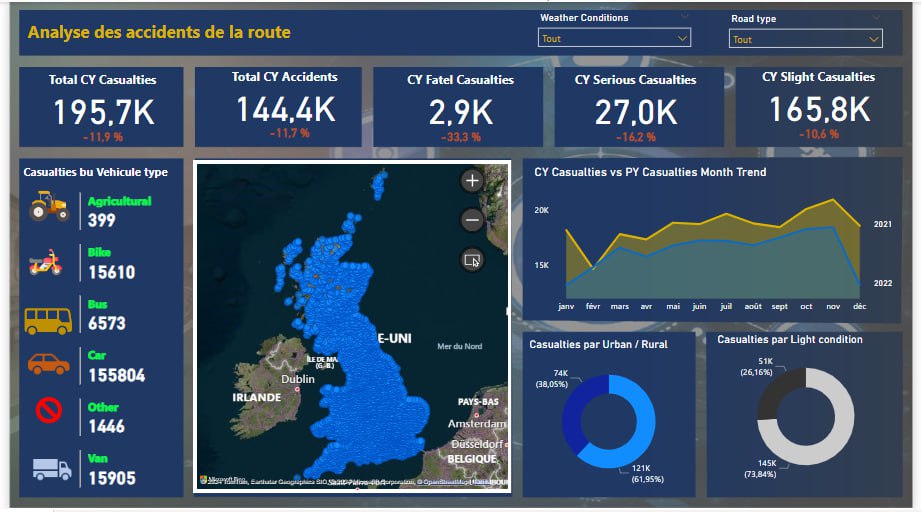 Analyse des accidents de la route
Weather Conditions
Tout
Road type
Tout
Total CY Casualties
195,7K
-11,9 %
Total CY Accidents
144,4K
-11,7 %
CY Fatel Casualties
2,9K
-33,3 %
CY Serious Casualties
27,0K
-16,2 %
CY Slight Casualties
165,8K
-10,6 %
Casualties bu Vehicule type
Agricultural
399
Bike
15610
Bus
6573
Car
155804
Other
1446
Van
15905
E-UNI
Mer du Nord
ÎLE DE MA
(G.-B.)
Dublin
IRLANDE
PAYS-BAS
Amsterdam
Düsseldorf
BELGIQUE
Microsoft Bing
© OpenStreetMap
CY Casualties vs PY Casualties Month Trend
20K
15K
2021
2022
janv févr mars avr mai juin juil août sept oct nov déc
Casualties par Urban / Rural
74K
(38,05%)
121K
(61,95%)
Casualties par Light condition
51K
(26,16%)
145K
(73,84%)